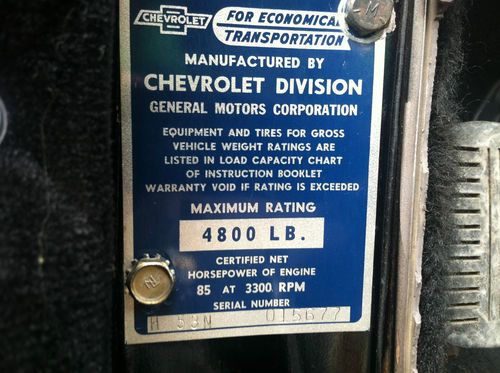 CHEVROLET
FOR ECONOMICAL
TRANSPORTATION
MANUFACTURED BY
CHEVROLET DIVISION
GENERAL MOTORS CORPORATION
EQUIPMENT AND TIRES FOR GROSS
VEHICLE WEIGHT RATINGS ARE
LISTED IN LOAD CAPACITY CHART
OF INSTRUCTION BOOKLET
WARRANTY VOID IF RATING IS EXCEEDED
MAXIMUM RATING
4800 LB.
CERTIFIED NET
HORSEPOWER OF ENGINE
85 AT 3300 RPM
SERIAL NUMBER
H 53N 015677